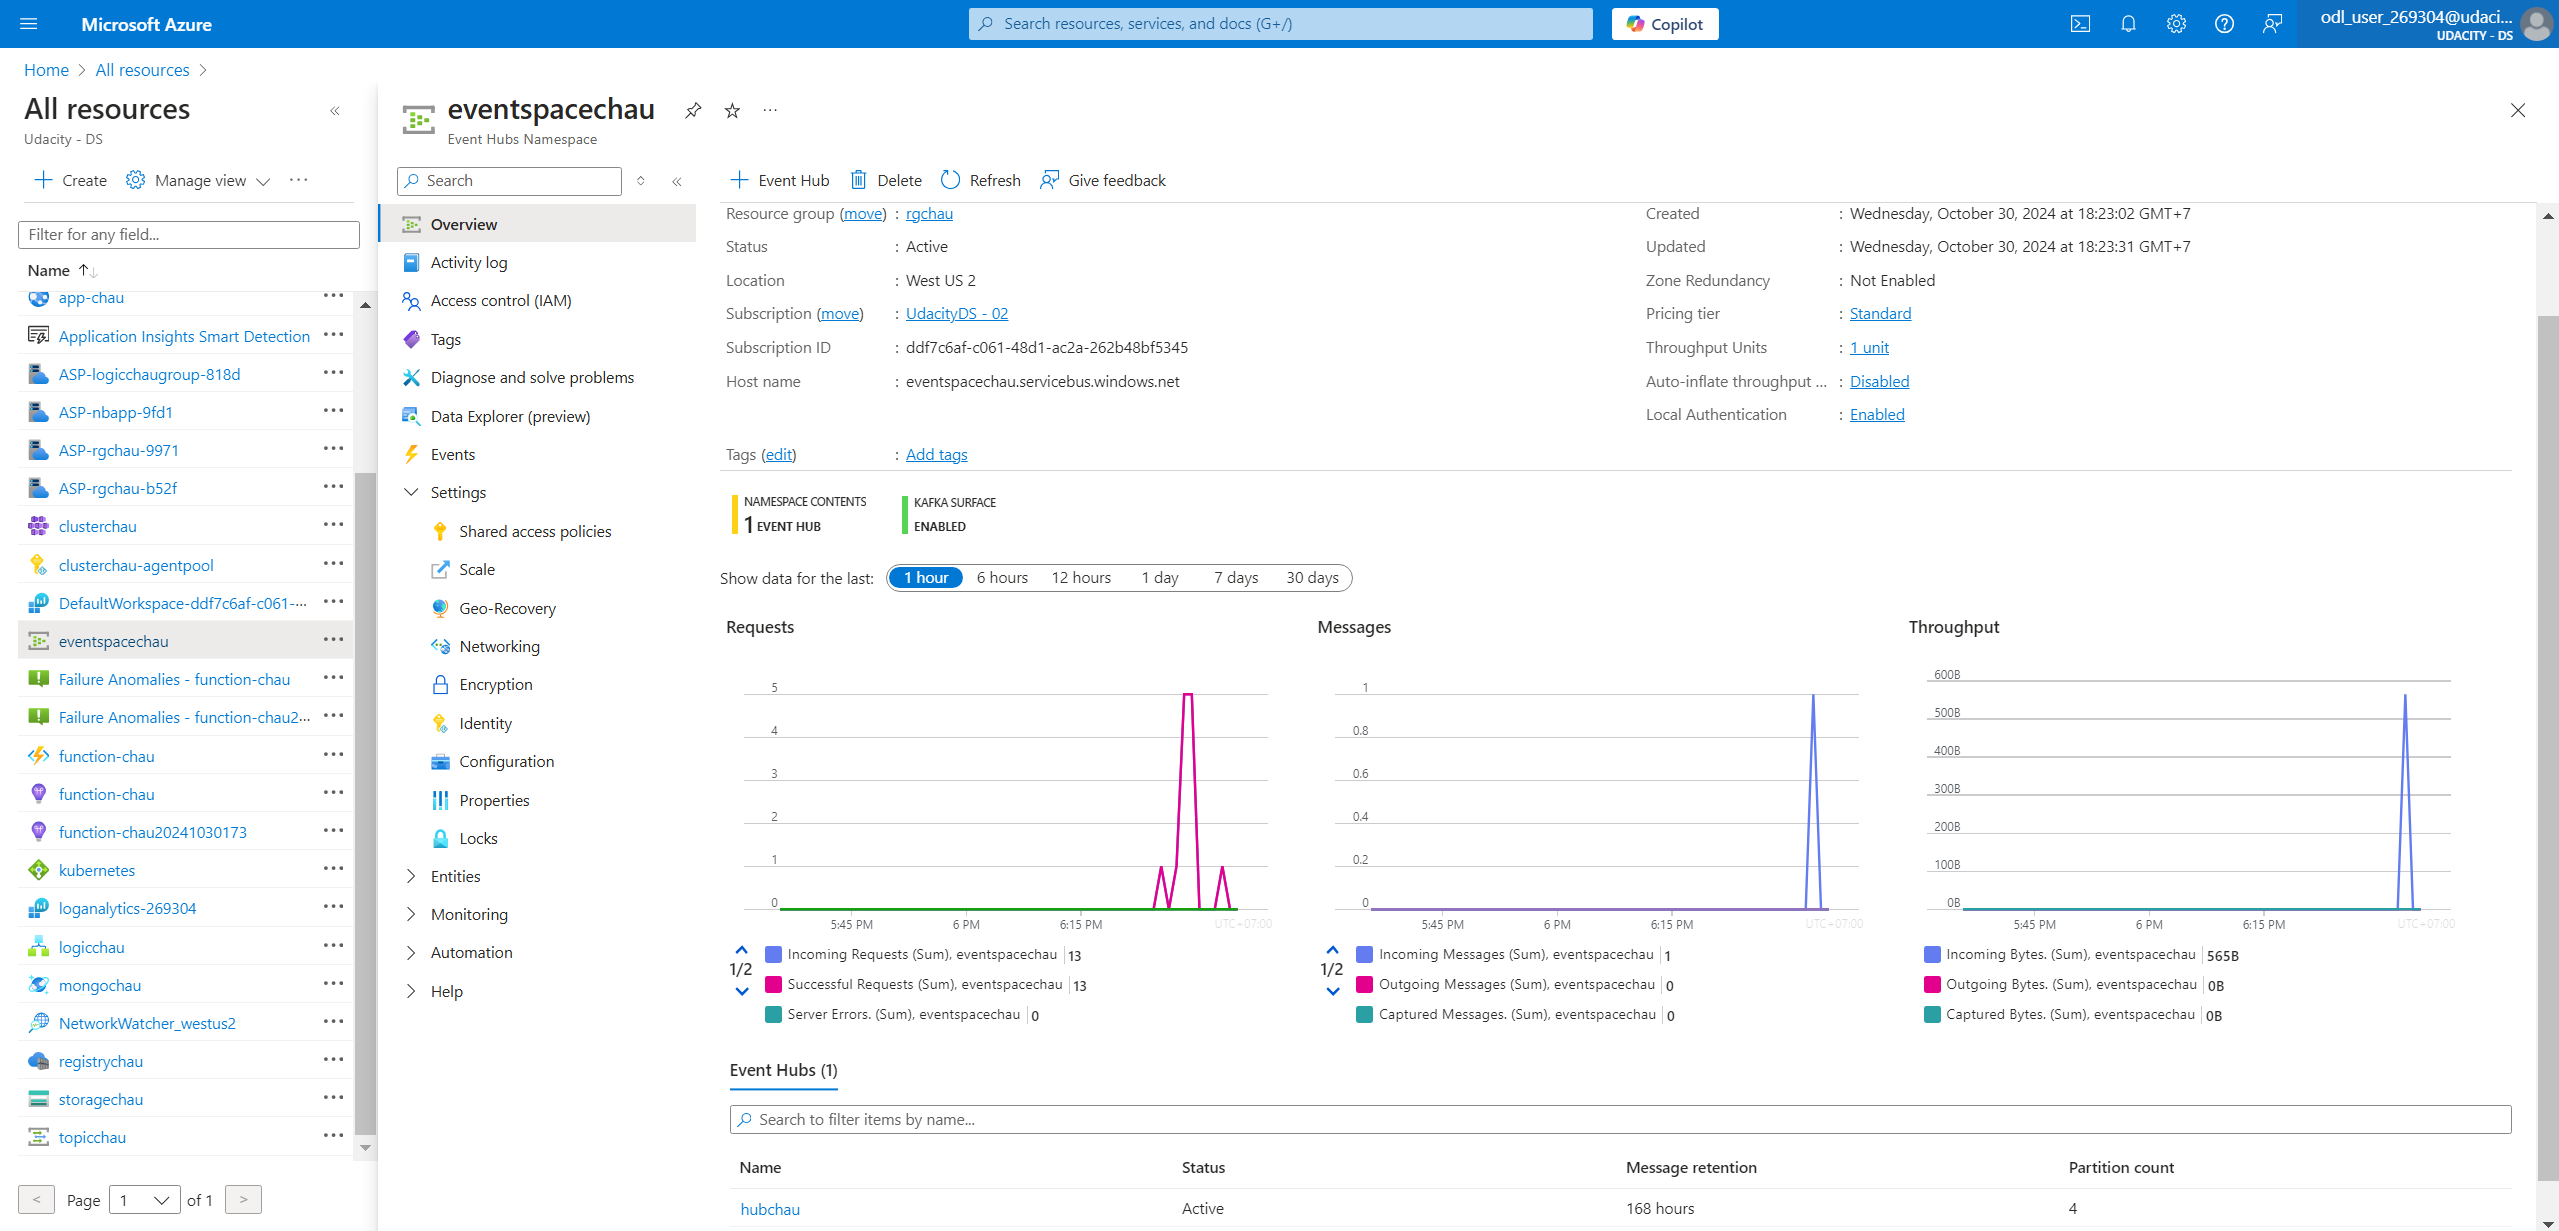 Microsoft Azure
Search resources, services, and docs (G+/)
Copilot
odl_user_269304@udaci...
UDACITY - DS
Home > All resources >
All resources
Udacity - DS
Create
Manage view
Filter for any field...
Name
app-chau
Application Insights Smart Detection
ASP-logicchaugroup-818d
ASP-nbapp-9fd1
ASP-rgchau-9971
ASP-rgchau-b52f
clusterchau
clusterchau-agentpool
DefaultWorkspace-ddf7c6af-c061-···
eventspacechau
Failure Anomalies - function-chau
Failure Anomalies - function-chau2...
function-chau
function-chau
function-chau20241030173
kubernetes
loganalytics-269304
logicchau
mongochau
NetworkWatcher_westus2
registrychau
storagechau
topicchau
< Page 1 of 1 >
eventspacechau
Event Hubs Namespace
Search
Overview
Activity log
Access control (IAM)
Tags
Diagnose and solve problems
Data Explorer (preview)
Events
Settings
Shared access policies
Scale
Geo-Recovery
Networking
Encryption
Identity
Configuration
Properties
Locks
Entities
Monitoring
Automation
Help
Event Hub
Delete
Refresh
Give feedback
Resource group (move) : rgchau
Status : Active
Location : West US 2
Subscription (move) : UdacityDS - 02
Subscription ID : ddf7c6af-c061-48d1-ac2a-262b48bf5345
Host name : eventspacechau.servicebus.windows.net
Tags (edit) : Add tags
Created : Wednesday, October 30, 2024 at 18:23:02 GMT+7
Updated : Wednesday, October 30, 2024 at 18:23:31 GMT+7
Zone Redundancy : Not Enabled
Pricing tier : Standard
Throughput Units : 1 unit
Auto-inflate throughput ... : Disabled
Local Authentication : Enabled
NAMESPACE CONTENTS
1 EVENT HUB
KAFKA SURFACE
ENABLED
Show data for the last: 1 hour 6 hours 12 hours 1 day 7 days 30 days
Requests
5
4
3
2
1
0
5:45 PM 6 PM 6:15 PM UTC+07:00
1/2
Incoming Requests (Sum), eventspacechau 13
Successful Requests (Sum), eventspacechau 13
Server Errors. (Sum), eventspacechau 0
Messages
1
0.8
0.6
0.4
0.2
0
5:45 PM 6 PM 6:15 PM UTC+07:00
1/2
Incoming Messages (Sum), eventspacechau 1
Outgoing Messages (Sum), eventspacechau 0
Captured Messages. (Sum), eventspacechau 0
Throughput
600B
500B
400B
300B
200B
100B
0B
5:45 PM 6 PM 6:15 PM UTC+07:00
Incoming Bytes. (Sum), eventspacechau 565B
Outgoing Bytes. (Sum), eventspacechau 0B
Captured Bytes. (Sum), eventspacechau 0B
Event Hubs (1)
Search to filter items by name...
Name Status Message retention Partition count
hubchau Active 168 hours 4